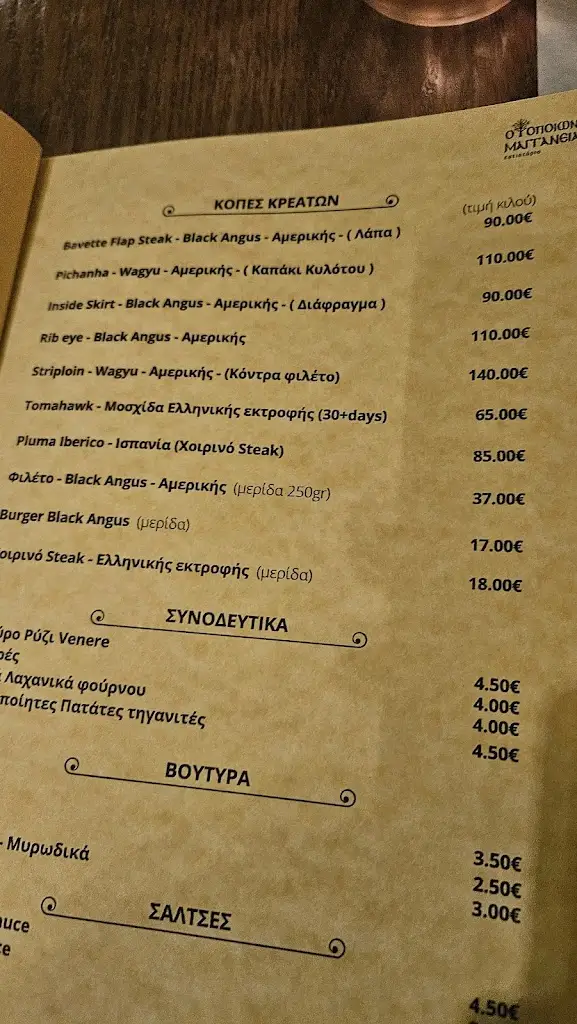 Ο ΤΟΠΟΙΩΝ
ΜΑΓΓΑΝΕΙΑ
εστιατόριο
ΚΟΠΕΣ ΚΡΕΑΤΩΝ
(τιμή κιλού)
Bavette Flap Steak - Black Angus - Αμερικής - ( Λάπα ) 90.00€
Pichanha - Wagyu - Αμερικής - ( Καπάκι Κυλότου ) 110.00€
Inside Skirt - Black Angus - Αμερικής - ( Διάφραγμα ) 90.00€
Rib eye - Black Angus - Αμερικής 110.00€
Striploin - Wagyu - Αμερικής - (Κόντρα φιλέτο) 140.00€
Tomahawk - Μοσχίδα Ελληνικής εκτροφής (30+days) 65.00€
Pluma Iberico - Ισπανία (Χοιρινό Steak) 85.00€
Φιλέτο - Black Angus - Αμερικής (μερίδα 250gr) 37.00€
Burger Black Angus (μερίδα) 17.00€
οιρινό Steak - Ελληνικής εκτροφής (μερίδα) 18.00€
ΣΥΝΟΔΕΥΤΙΚΑ
ύρο Ρύζι Venere 4.50€
ρές 4.00€
Λαχανικά φούρνου 4.00€
ποίητες Πατάτες τηγανιτές 4.50€
ΒΟΥΤΥΡΑ
3.50€
- Μυρωδικά 2.50€
3.00€
ΣΑΛΤΣΕΣ
auce
ce
4.50€